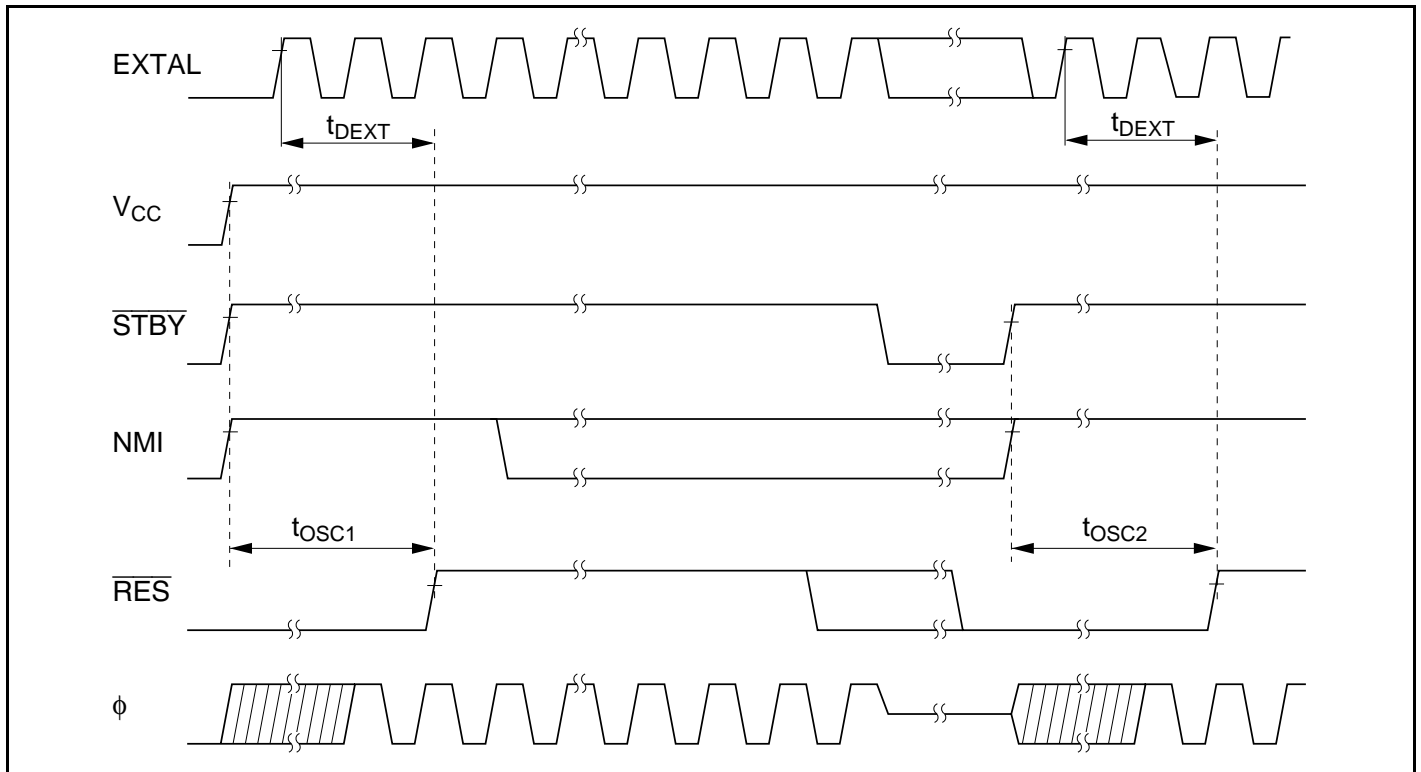 EXTAL
tDEXT tDEXT
VCC
STBY
NMI
tOSC1 tOSC2
RES
ϕ